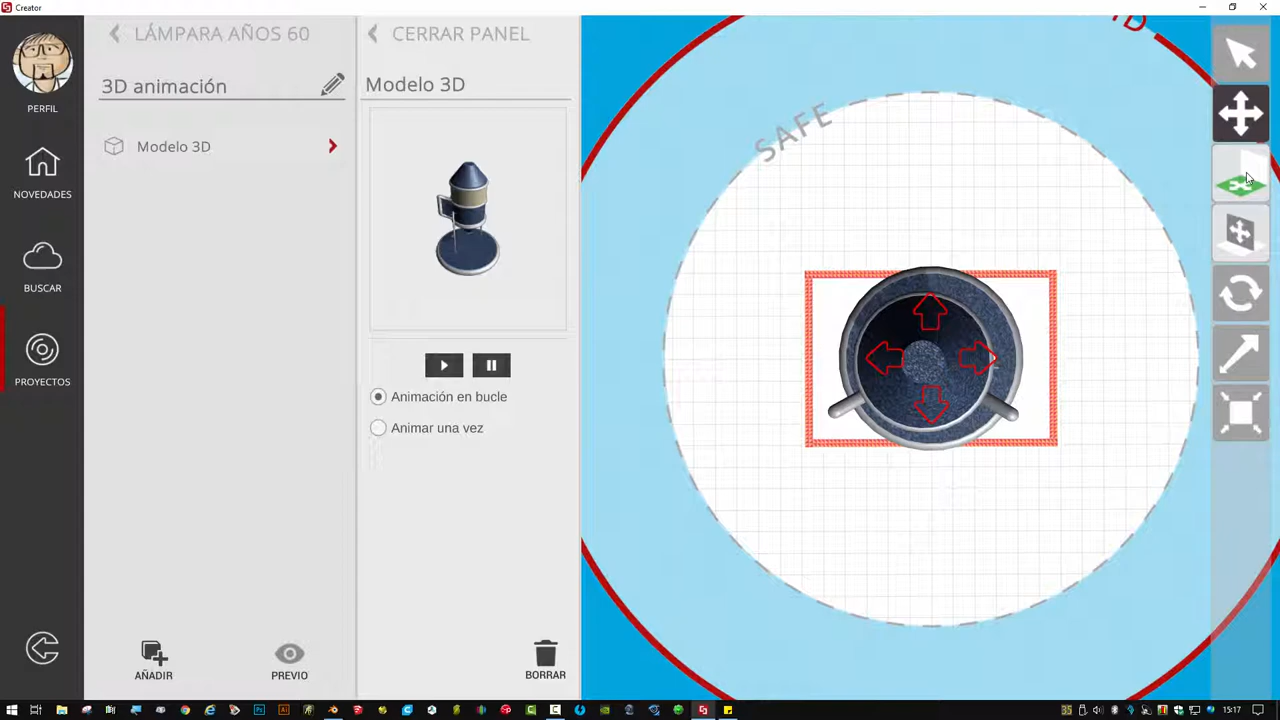 Creator
LÁMPARA AÑOS 60
CERRAR PANEL
3D animación
Modelo 3D
PERFIL
Modelo 3D
NOVEDADES
BUSCAR
PROYECTOS
Animación en bucle
Animar una vez
AÑADIR
PREVIO
BORRAR
SAFE
15:17